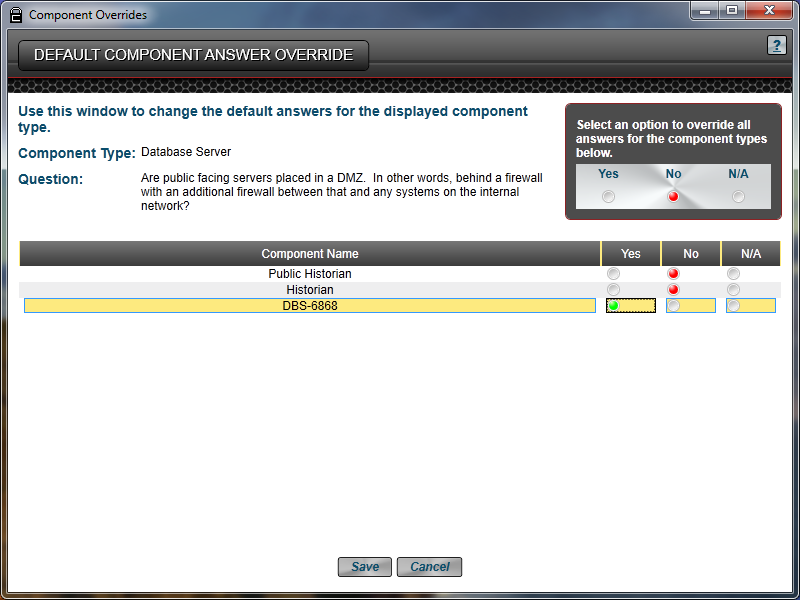 Component Overrides
DEFAULT COMPONENT ANSWER OVERRIDE
?
Use this window to change the default answers for the displayed component
type.
Component Type: Database Server
Question: Are public facing servers placed in a DMZ. In other words, behind a firewall
with an additional firewall between that and any systems on the internal
network?
Select an option to override all
answers for the component types
below.
Yes No N/A
Component Name Yes No N/A
Public Historian
Historian
DBS-6868
Save Cancel